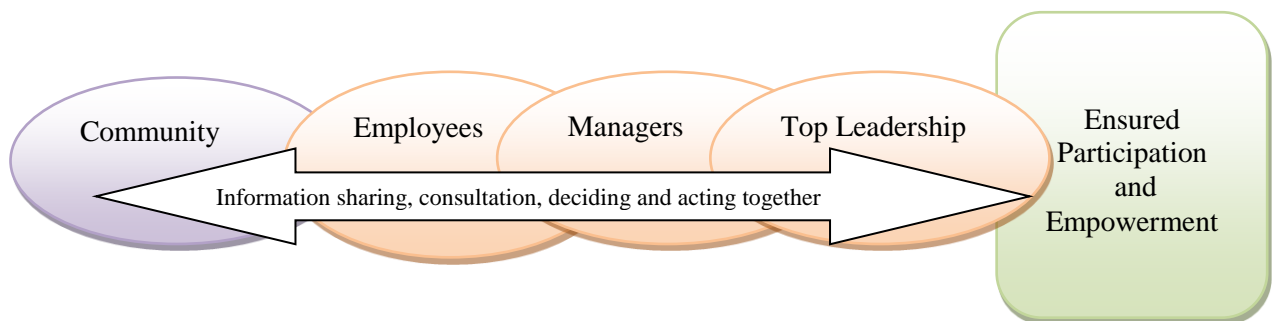 Community
Employees
Managers
Top Leadership
Information sharing, consultation, deciding and acting together
Ensured
Participation
and
Empowerment